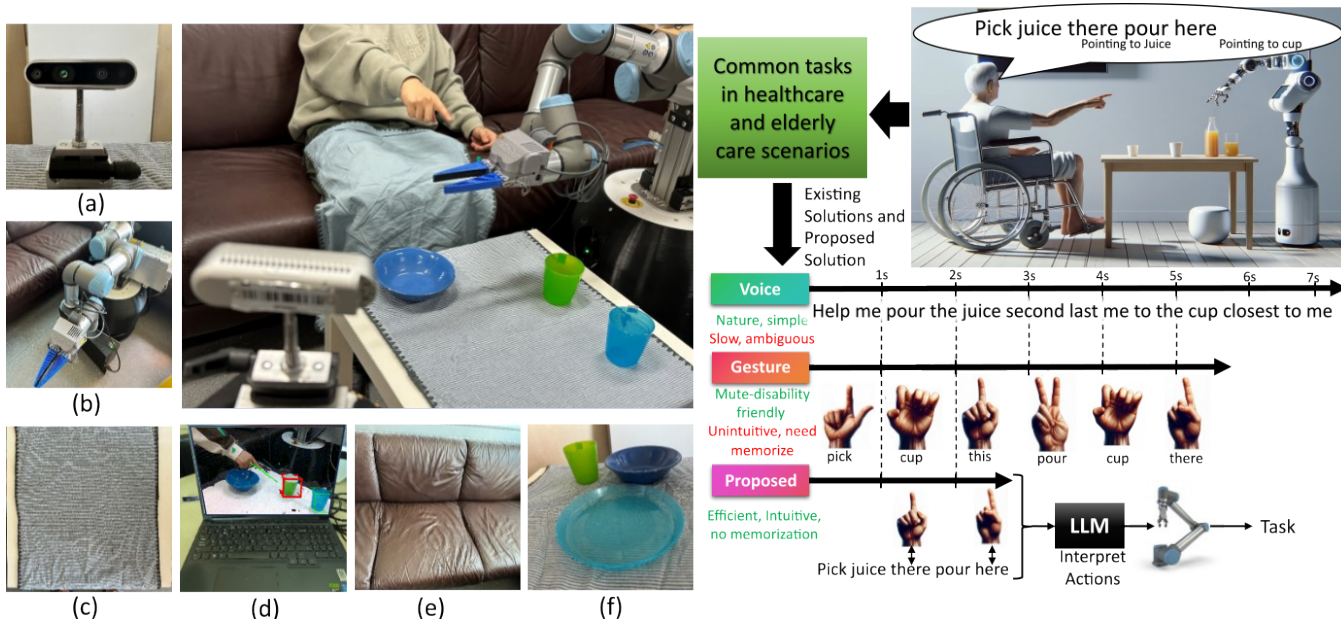 (a)
(b)
(c)
(d)
(e)
(f)
Pick juice there pour here
Pointing to Juice
Pointing to cup
Common tasks
in healthcare
and elderly
care scenarios
Existing
Solutions and
Proposed
Solution
1s
2s
3s
4s
5s
6s
7s
Voice
Help me pour the juice second last me to the cup closest to me
Nature, simple
Slow, ambiguous
Gesture
Mute-disability
friendly
Unintuitive, need
memorize
pick
cup
this
pour
cup
there
Proposed
Efficient, Intuitive,
no memorization
Pick juice there pour here
LLM
Interpret
Actions
Task